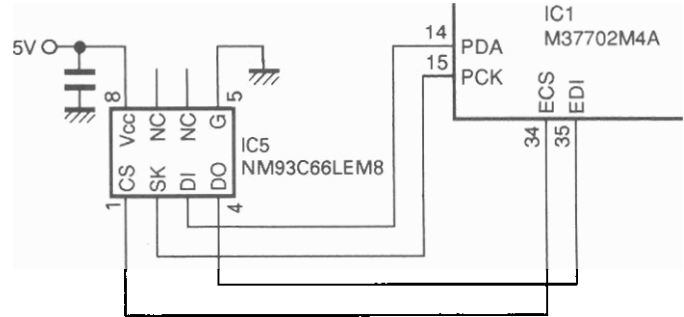 IC1
M37702M4A
14
PDA
15
PCK
ECS
EDI
34
35
5V
8
5
Vcc
NC
NC
G
IC5
NM93C66LEM8
CS
SK
DI
DO
1
4